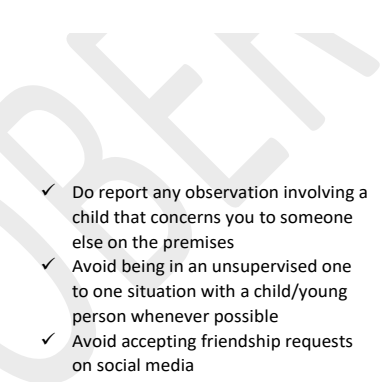 ✓ Do report any observation involving a
child that concerns you to someone
else on the premises
✓ Avoid being in an unsupervised one
to one situation with a child/young
person whenever possible
✓ Avoid accepting friendship requests
on social media